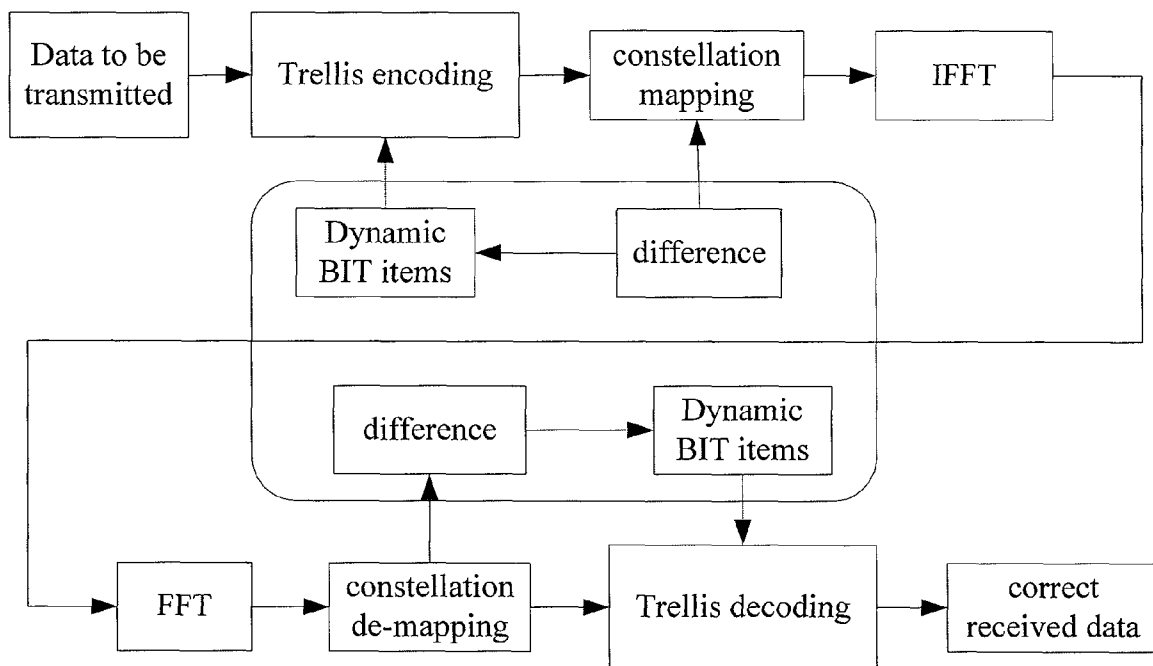 Data to be
transmitted
Trellis encoding
constellation
mapping
IFFT
Dynamic
BIT items
difference
difference
Dynamic
BIT items
FFT
constellation
de-mapping
Trellis decoding
correct
received data